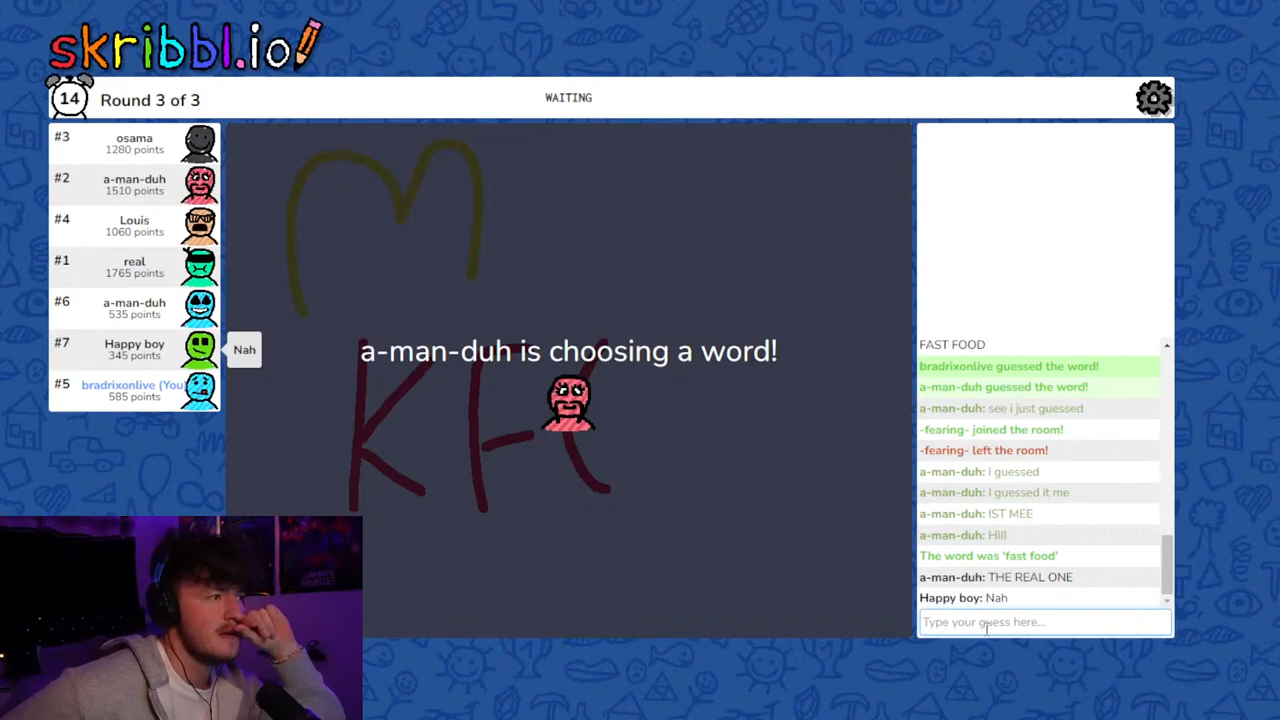 skribbl.io
14
Round 3 of 3
WAITING
#3 osama
1280 points
#2 a-man-duh
1510 points
#4 Louis
1060 points
#1 real
1765 points
#6 a-man-duh
535 points
#7 Happy boy
345 points
#5 bradrixonlive (You)
585 points
Nah
M
KFC
a-man-duh is choosing a word!
FAST FOOD
bradrixonlive guessed the word!
a-man-duh guessed the word!
a-man-duh: see i just guessed
-fearing- joined the room!
-fearing- left the room!
a-man-duh: i guessed
a-man-duh: I guessed it me
a-man-duh: IST MEE
a-man-duh: HIII
The word was 'fast food'
a-man-duh: THE REAL ONE
Happy boy: Nah
Type your guess here...